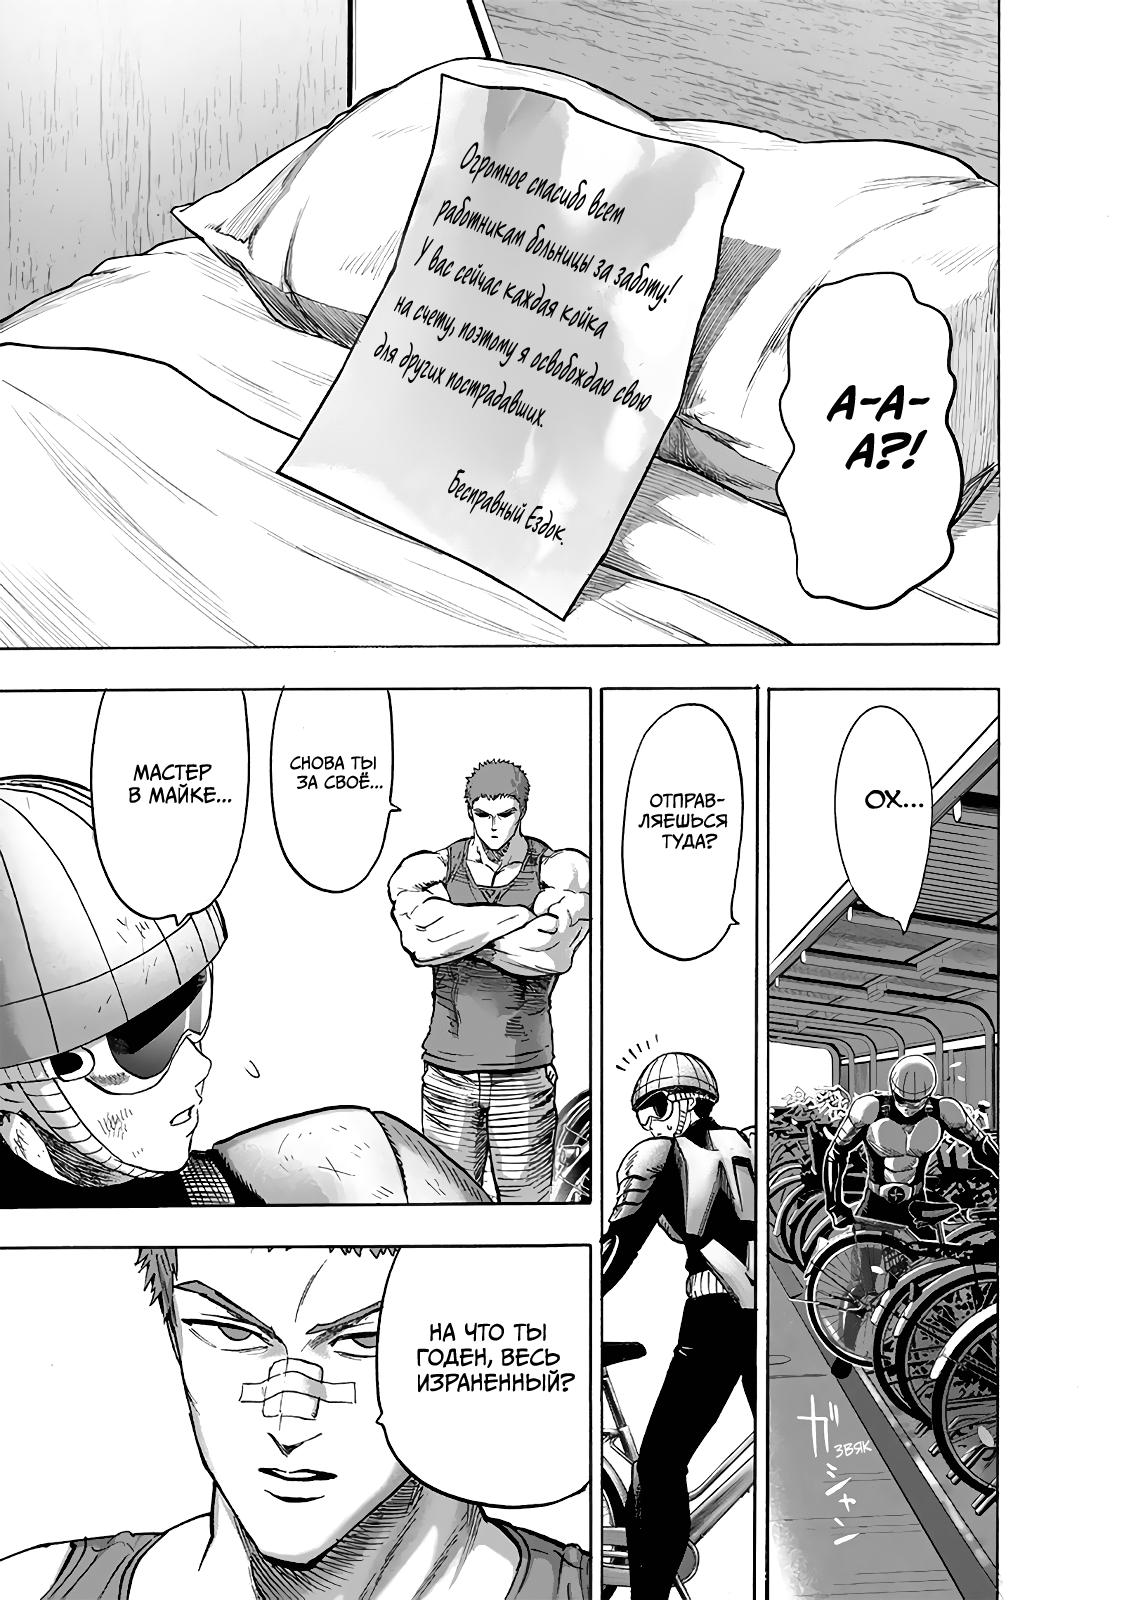 Огромное спасибо всем
работникам больницы за заботу!
У вас сейчас каждая койка
на счету, поэтому я освобождаю свою
для других пострадавших.
Бесправный Ездок.
А-А-
А?!
ОХ...
ガシャン
ЗВЯК
ОТПРАВ-
ЛЯЕШЬСЯ
ТУДА?
СНОВА ТЫ
ЗА СВОЁ...
МАСТЕР
В МАЙКЕ...
НА ЧТО ТЫ
ГОДЕН, ВЕСЬ
ИЗРАНЕННЫЙ?